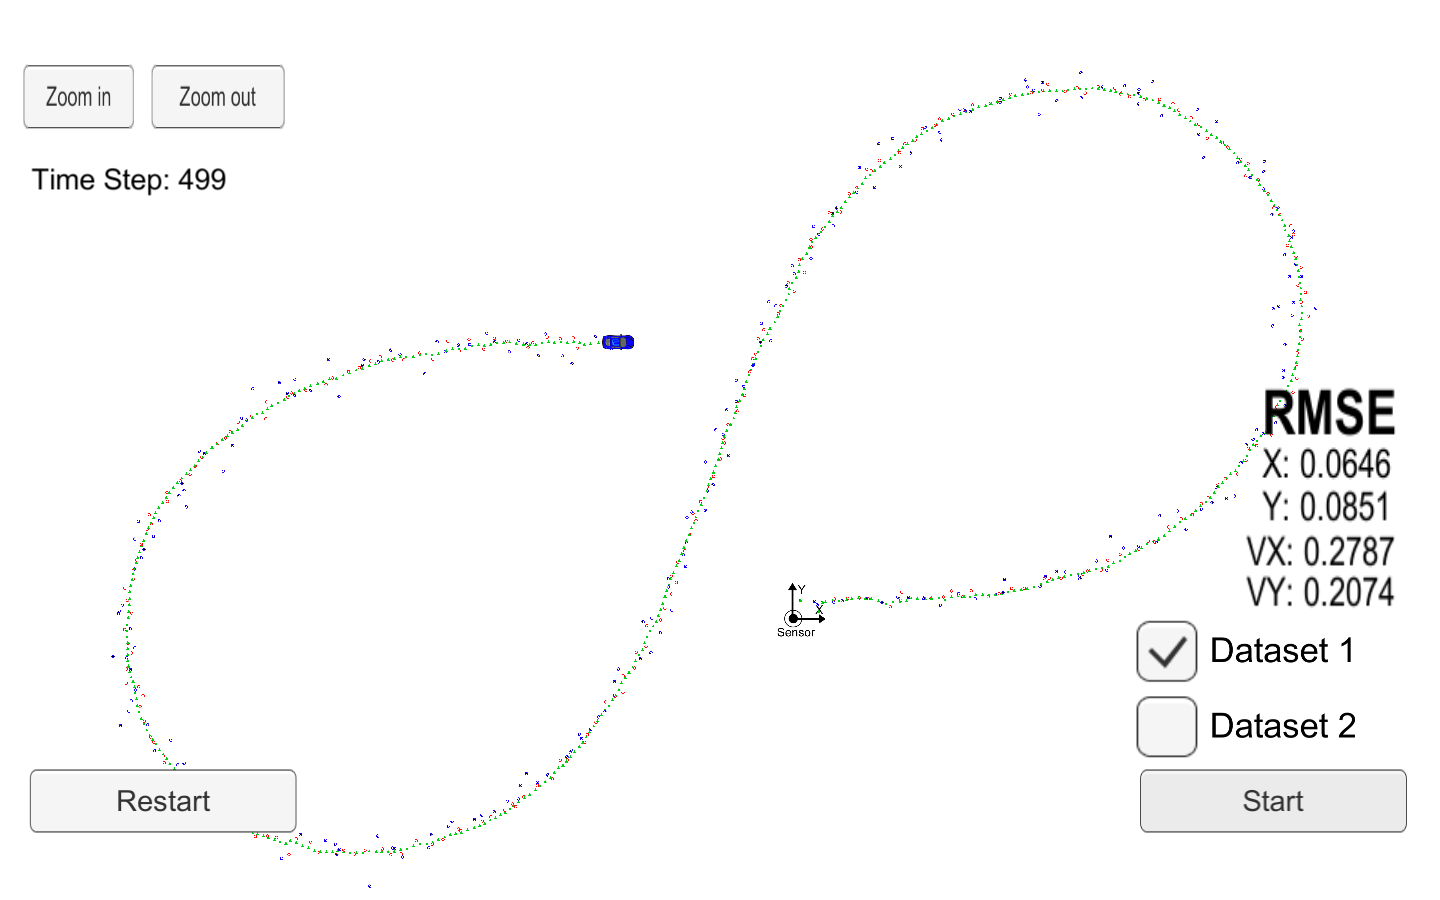 Zoom in
Zoom out
Time Step: 499
RMSE
X: 0.0646
Y: 0.0851
VX: 0.2787
VY: 0.2074
Y
X
Sensor
Dataset 1
Dataset 2
Restart
Start